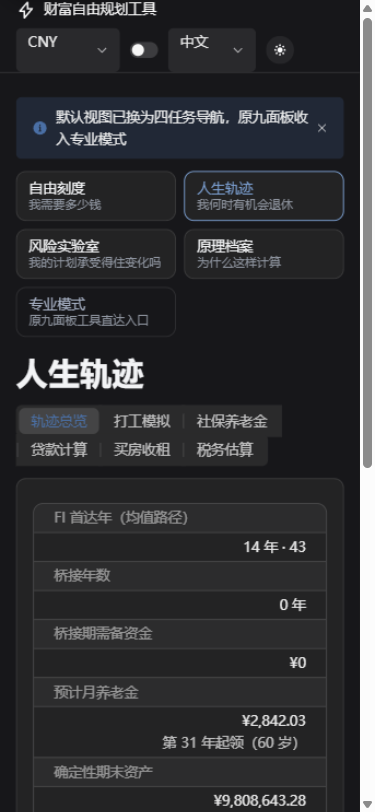 财富自由规划工具
CNY
中文
默认视图已换为四任务导航，原九面板收
入专业模式
自由刻度
我需要多少钱
人生轨迹
我何时有机会退休
风险实验室
我的计划承受得住变化吗
原理档案
为什么这样计算
专业模式
原九面板工具直达入口
人生轨迹
轨迹总览 打工模拟 社保养老金
贷款计算 买房收租 税务估算
FI 首达年（均值路径）
14 年 · 43
桥接年数
0 年
桥接期需备资金
¥0
预计月养老金
¥2,842.03
第 31 年起领（60 岁）
确定性期末资产
¥9,808,643.28